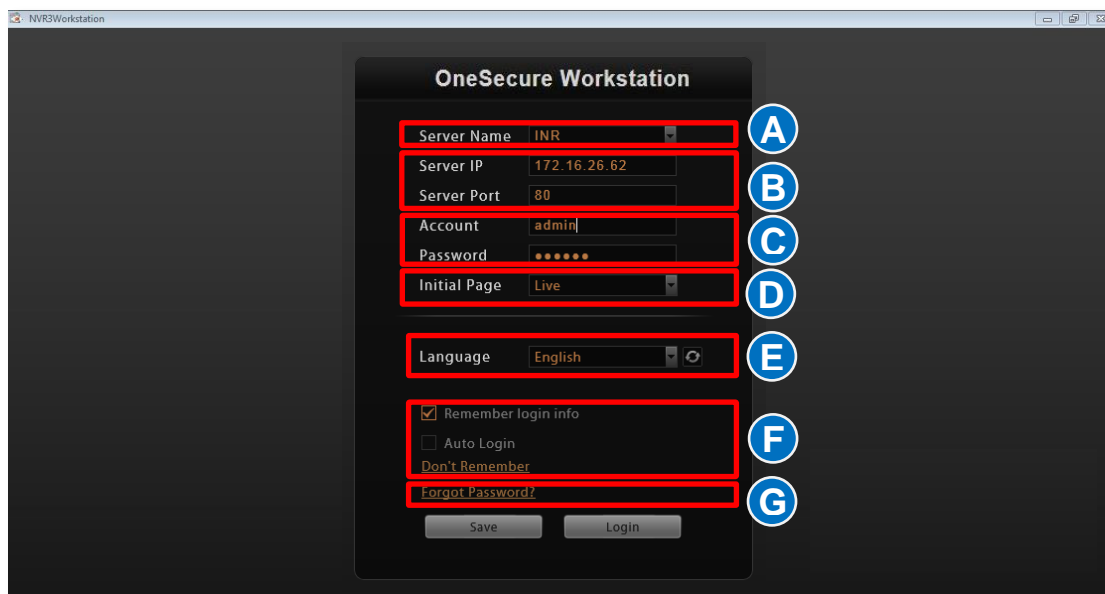 NVR3Workstation
OneSecure Workstation
Server Name INR
A
Server IP 172.16.26.62
B
Server Port 80
Account admin
C
Password ●●●●●●
Initial Page Live
D
Language English
E
Remember login info
Auto Login
F
Don't Remember
Forgot Password?
G
Save Login